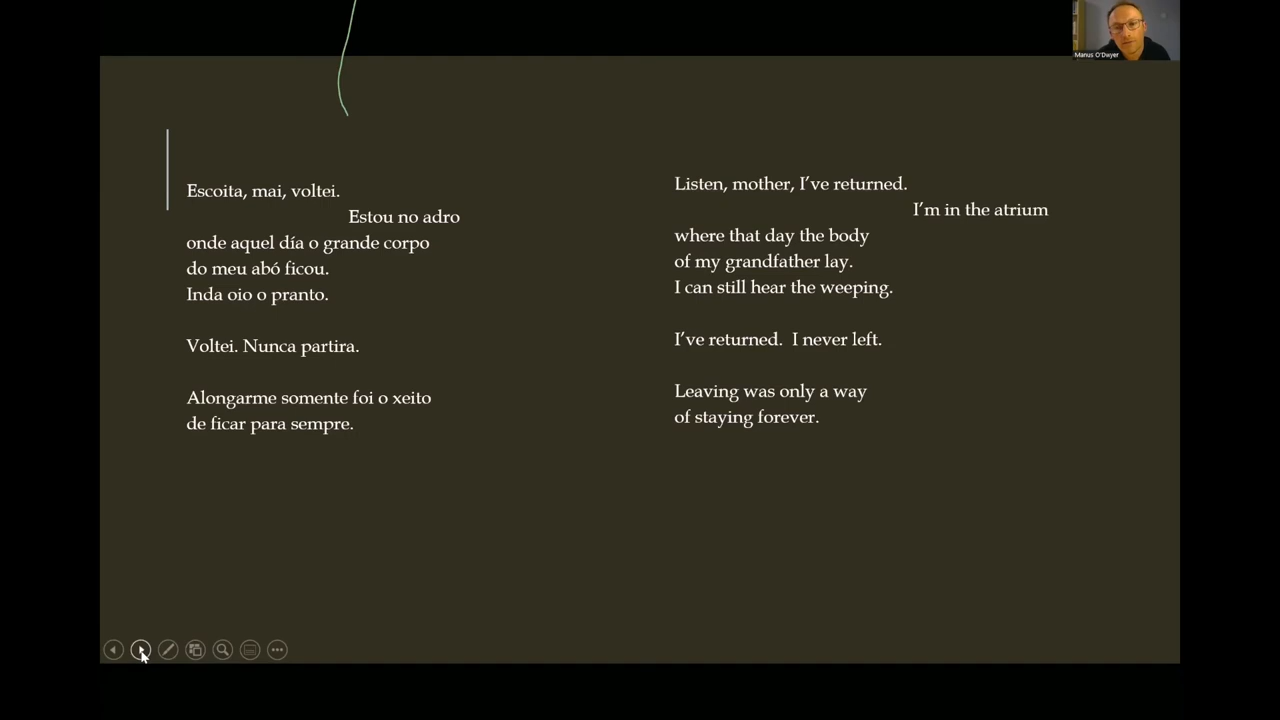 Manus O'Dwyer
Escoita, mai, voltei.
Estou no adro
onde aquel día o grande corpo
do meu abó ficou.
Inda oio o pranto.
Voltei. Nunca partira.
Alongarme somente foi o xeito
de ficar para sempre.
Listen, mother, I've returned.
I'm in the atrium
where that day the body
of my grandfather lay.
I can still hear the weeping.
I've returned.  I never left.
Leaving was only a way
of staying forever.